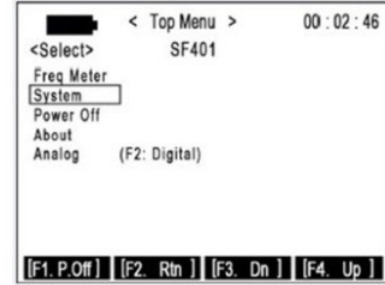 < Top Menu > 00 : 02 : 46
<Select> SF401
Freq Meter
System
Power Off
About
Analog (F2: Digital)
[F1. P.Off] [F2. Rtn ] [F3. Dn ] [F4. Up ]